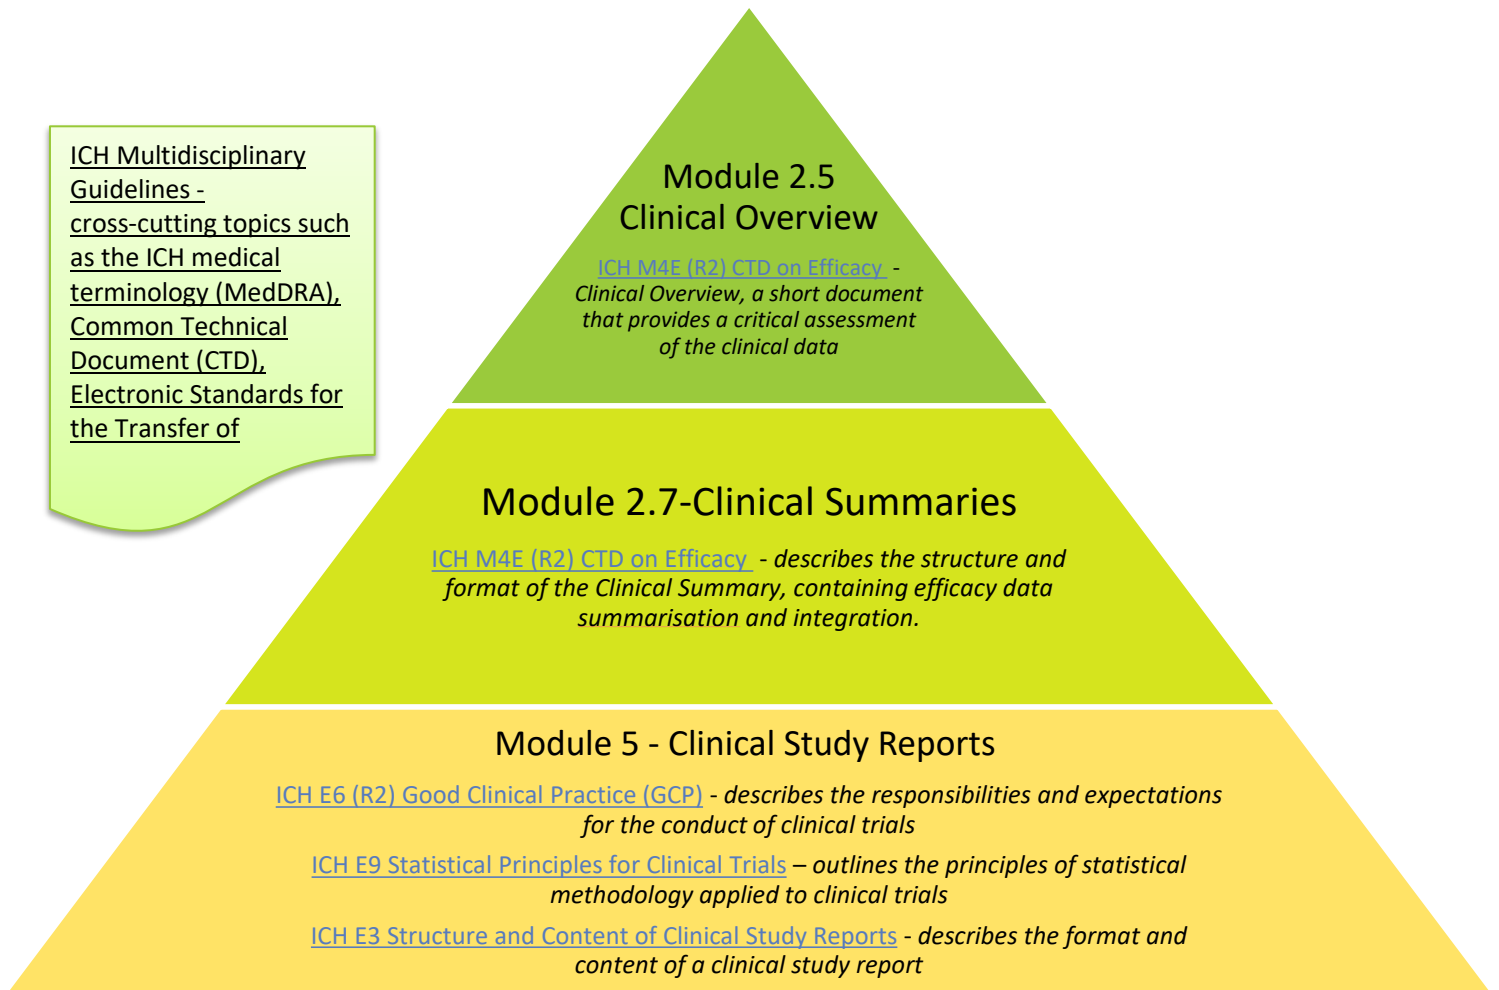 ICH Multidisciplinary
Guidelines -
cross-cutting topics such
as the ICH medical
terminology (MedDRA),
Common Technical
Document (CTD),
Electronic Standards for
the Transfer of
Module 2.5
Clinical Overview
ICH M4E (R2) CTD on Efficacy -
Clinical Overview, a short document
that provides a critical assessment
of the clinical data
Module 2.7-Clinical Summaries
ICH M4E (R2) CTD on Efficacy - describes the structure and
format of the Clinical Summary, containing efficacy data
summarisation and integration.
Module 5 - Clinical Study Reports
ICH E6 (R2) Good Clinical Practice (GCP) - describes the responsibilities and expectations
for the conduct of clinical trials
ICH E9 Statistical Principles for Clinical Trials – outlines the principles of statistical
methodology applied to clinical trials
ICH E3 Structure and Content of Clinical Study Reports - describes the format and
content of a clinical study report